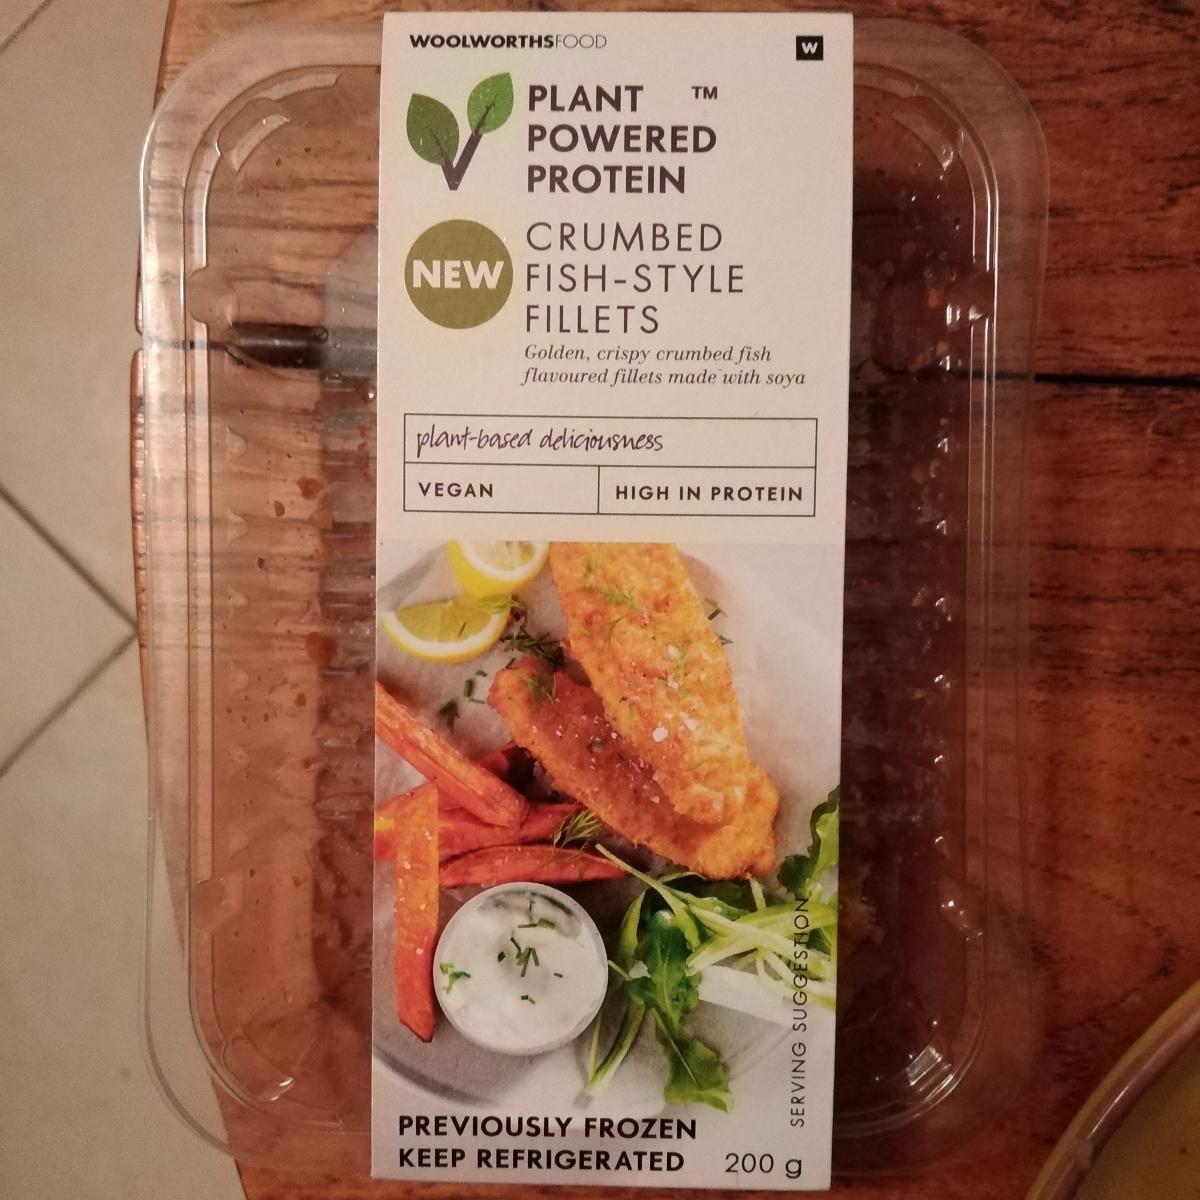 WOOLWORTHSFOOD
W
PLANT ™
POWERED
PROTEIN
NEW
CRUMBED
FISH-STYLE
FILLETS
Golden, crispy crumbed fish
flavoured fillets made with soya
plant-based deliciousness
VEGAN
HIGH IN PROTEIN
SERVING SUGGESTION
PREVIOUSLY FROZEN
KEEP REFRIGERATED
200 g